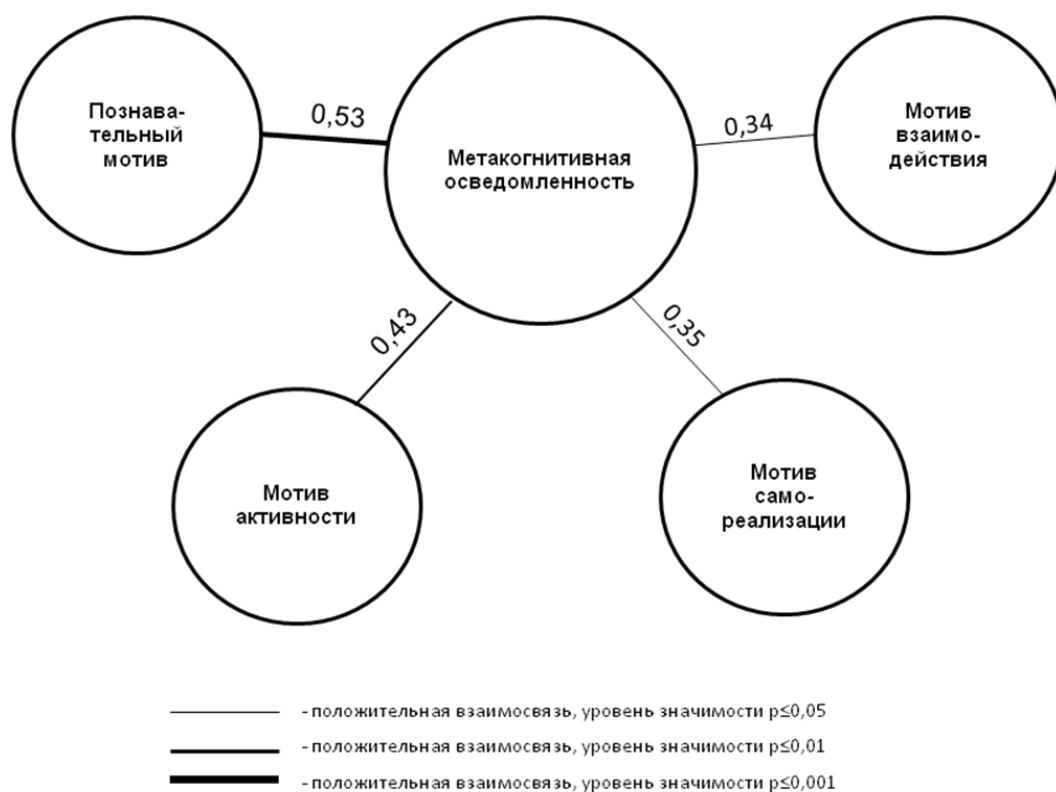 Познава-
тельный
мотив
0,53
Метакогнитивная
осведомленность
0,34
Мотив
взаимо-
действия
0,43
0,35
Мотив
активности
Мотив
само-
реализации
- положительная взаимосвязь, уровень значимости р≤0,05
- положительная взаимосвязь, уровень значимости р≤0,01
- положительная взаимосвязь, уровень значимости р≤0,001